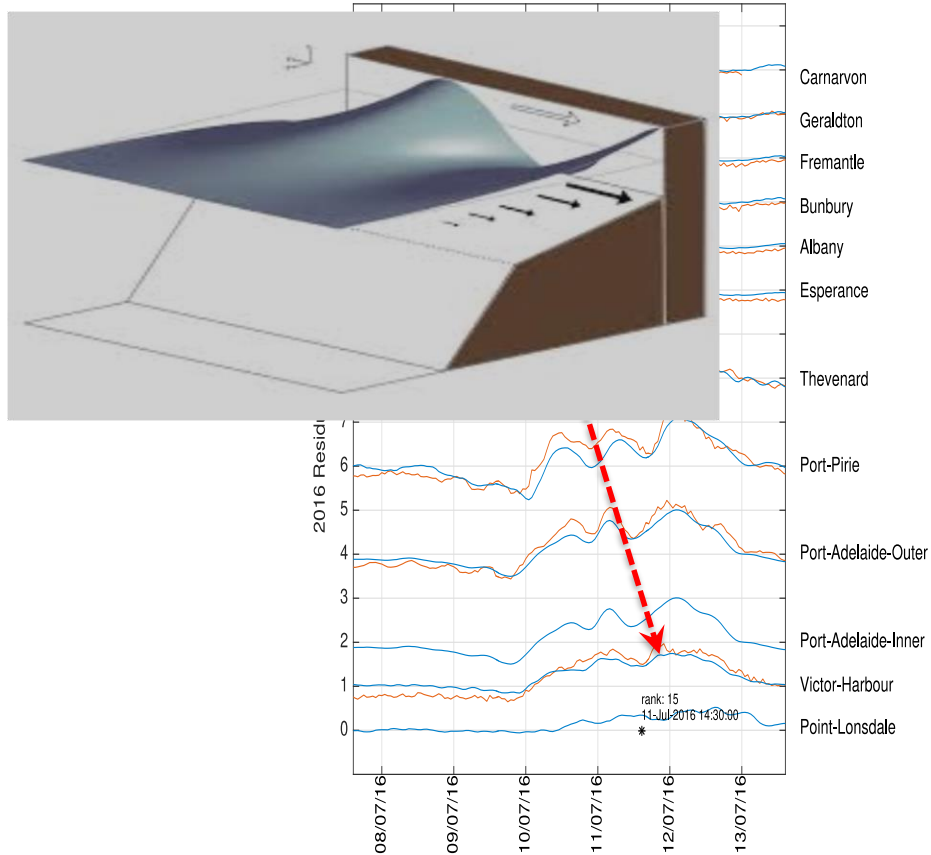 Carnarvon
Geraldton
Fremantle
Bunbury
Albany
Esperance
Thevenard
Port-Pirie
Port-Adelaide-Outer
Port-Adelaide-Inner
Victor-Harbour
Point-Lonsdale
2016 Residu
7
6
5
4
3
2
1
0
rank: 15
11-Jul-2016 14:30:00
08/07/16
09/07/16
10/07/16
11/07/16
12/07/16
13/07/16